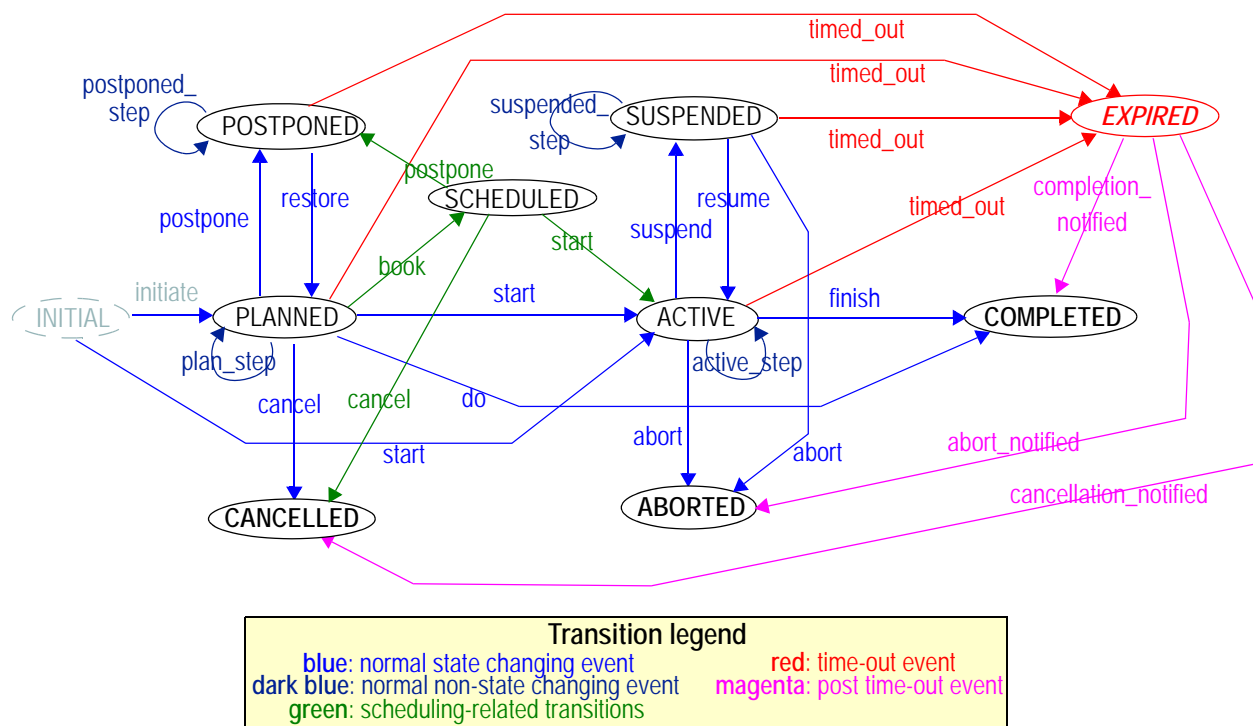 timed_out
timed_out
postponed_
step
POSTPONED
suspended_
step
SUSPENDED
EXPIRED
timed_out
postpone
restore
SCHEDULED
resume
completion_
notified
postpone
suspend
timed_out
start
book
initiate
start
finish
INITIAL
PLANNED
ACTIVE
COMPLETED
plan_step
active_step
cancel
cancel
do
start
abort
abort
abort_notified
cancellation_notified
CANCELLED
ABORTED
Transition legend
blue: normal state changing event
red: time-out event
dark blue: normal non-state changing event
magenta: post time-out event
green: scheduling-related transitions